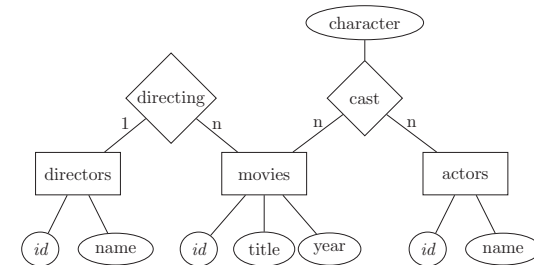 character
directing
cast
1
n
n
n
directors
movies
actors
id
name
id
title
year
id
name